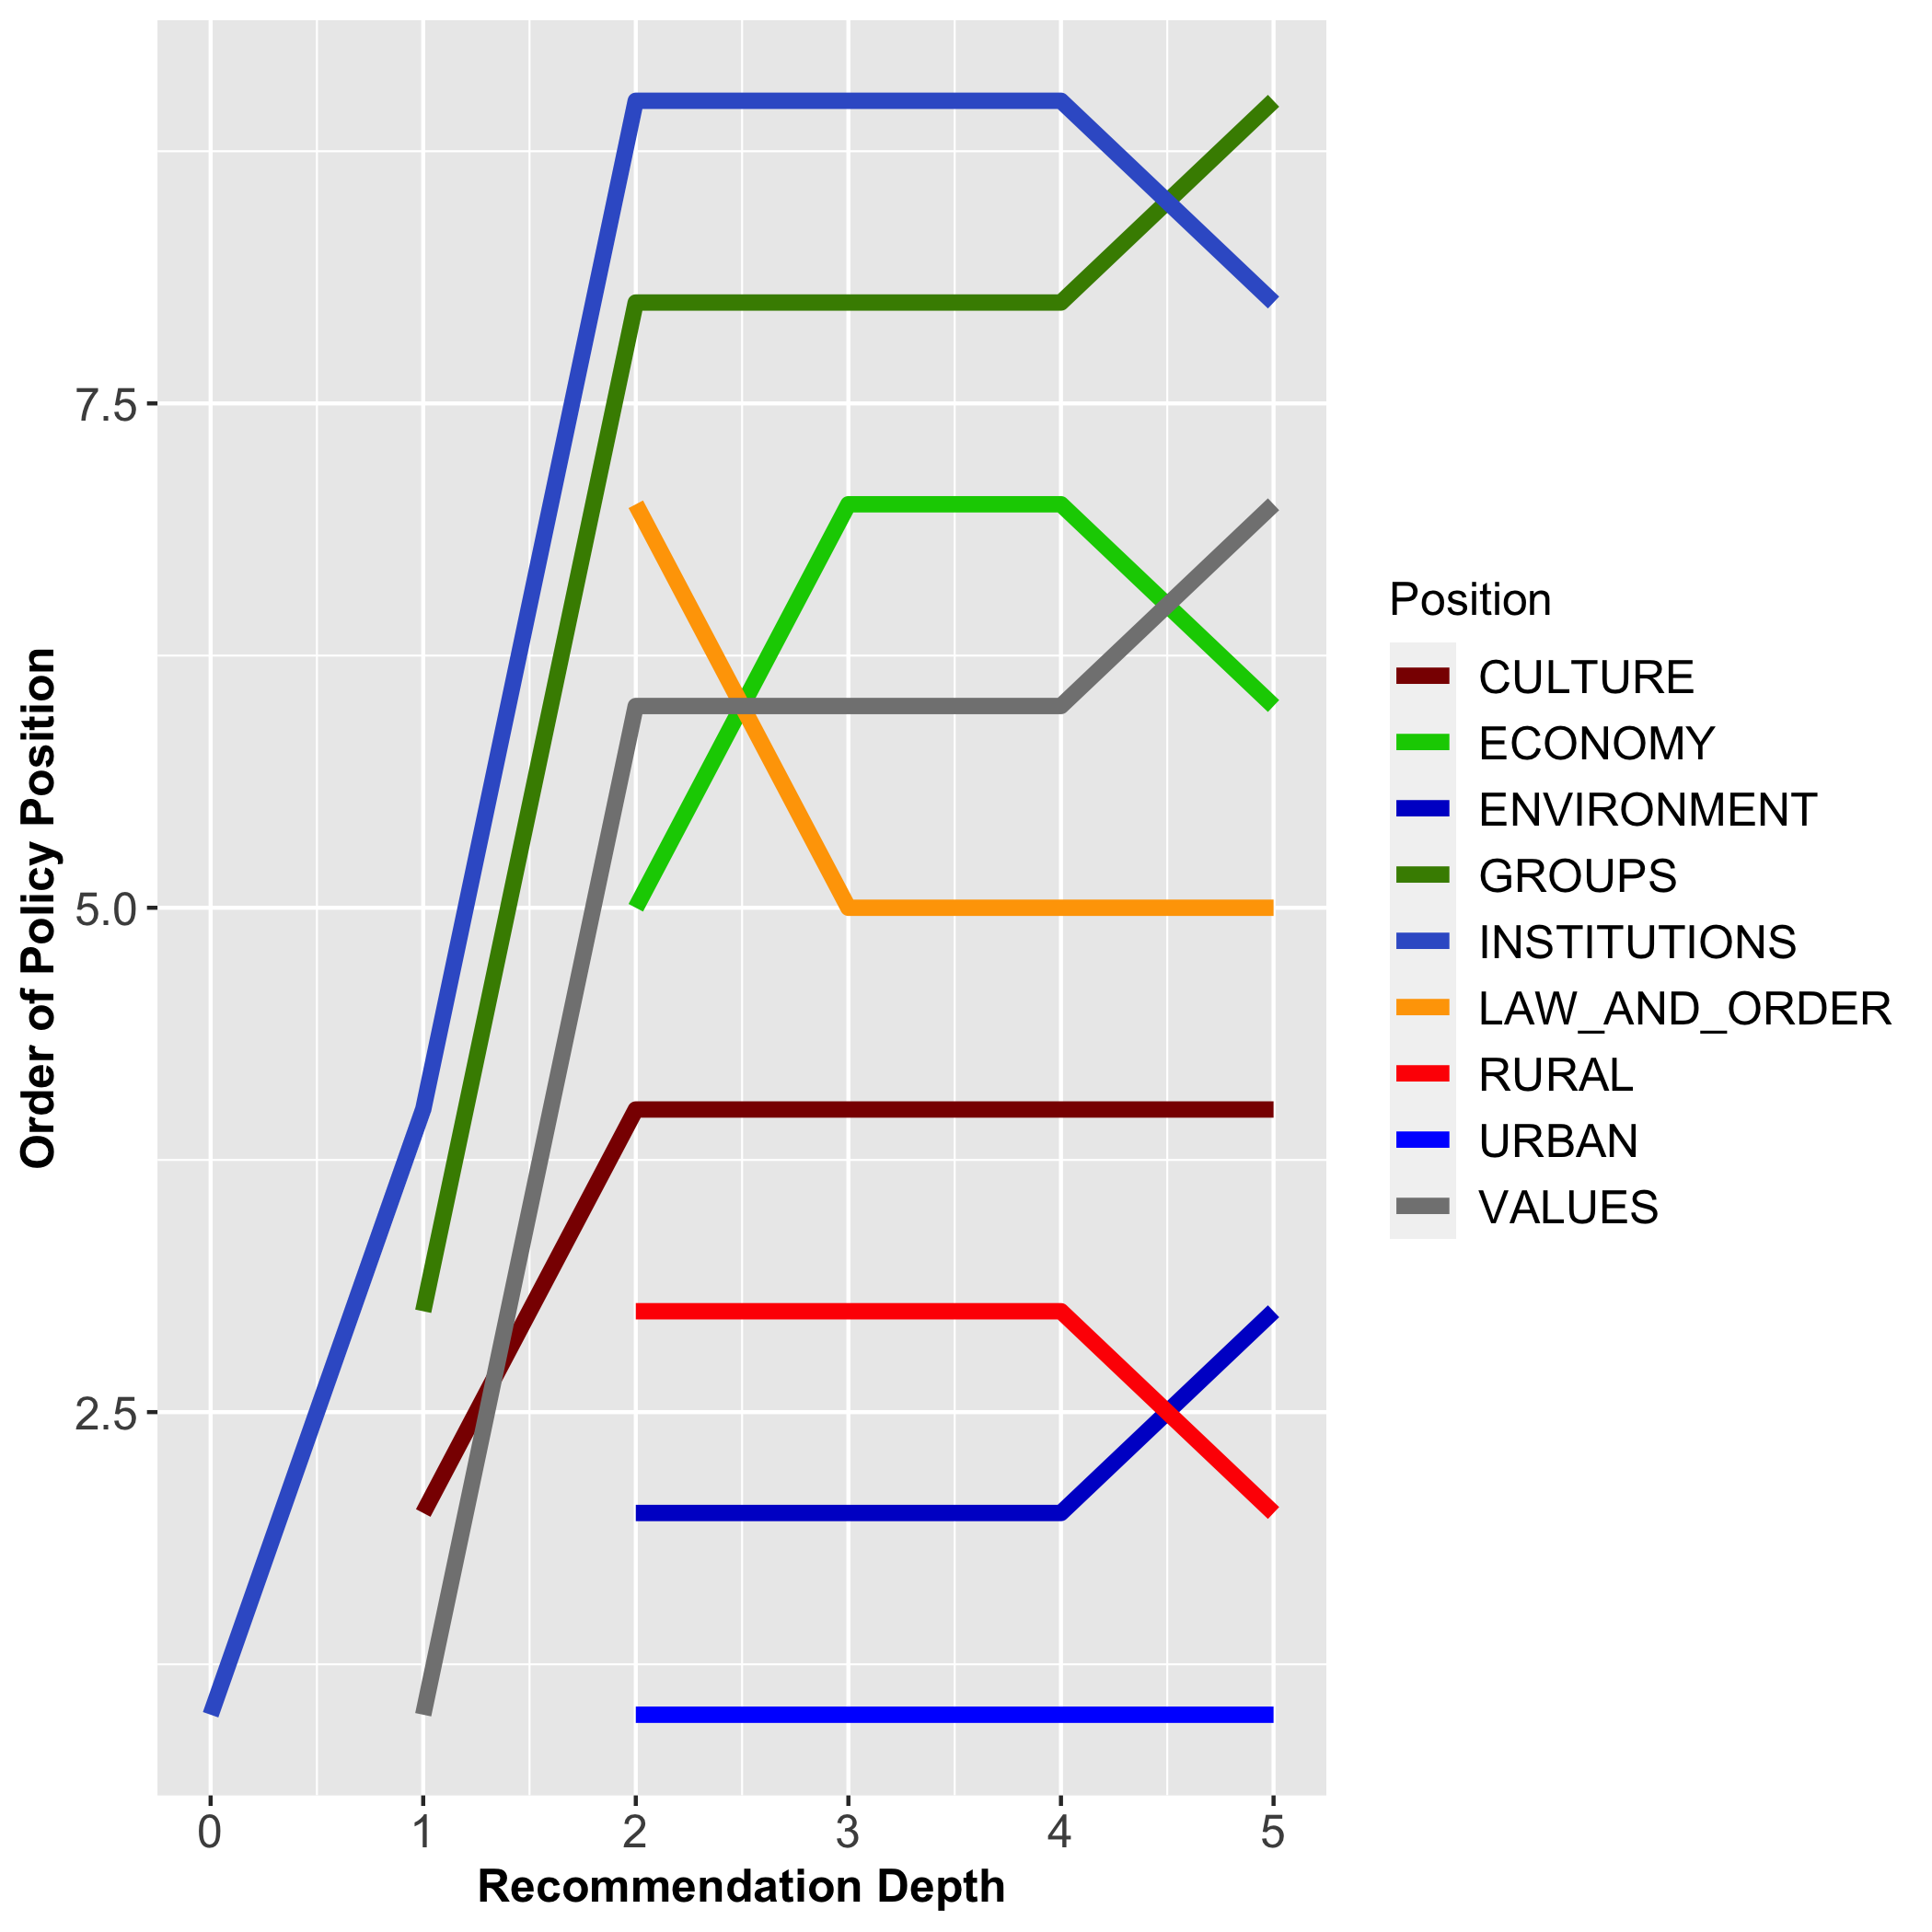 Order of Policy Position
7.5
5.0
2.5
0 1 2 3 4 5
Recommendation Depth
Position
CULTURE
ECONOMY
ENVIRONMENT
GROUPS
INSTITUTIONS
LAW_AND_ORDER
RURAL
URBAN
VALUES